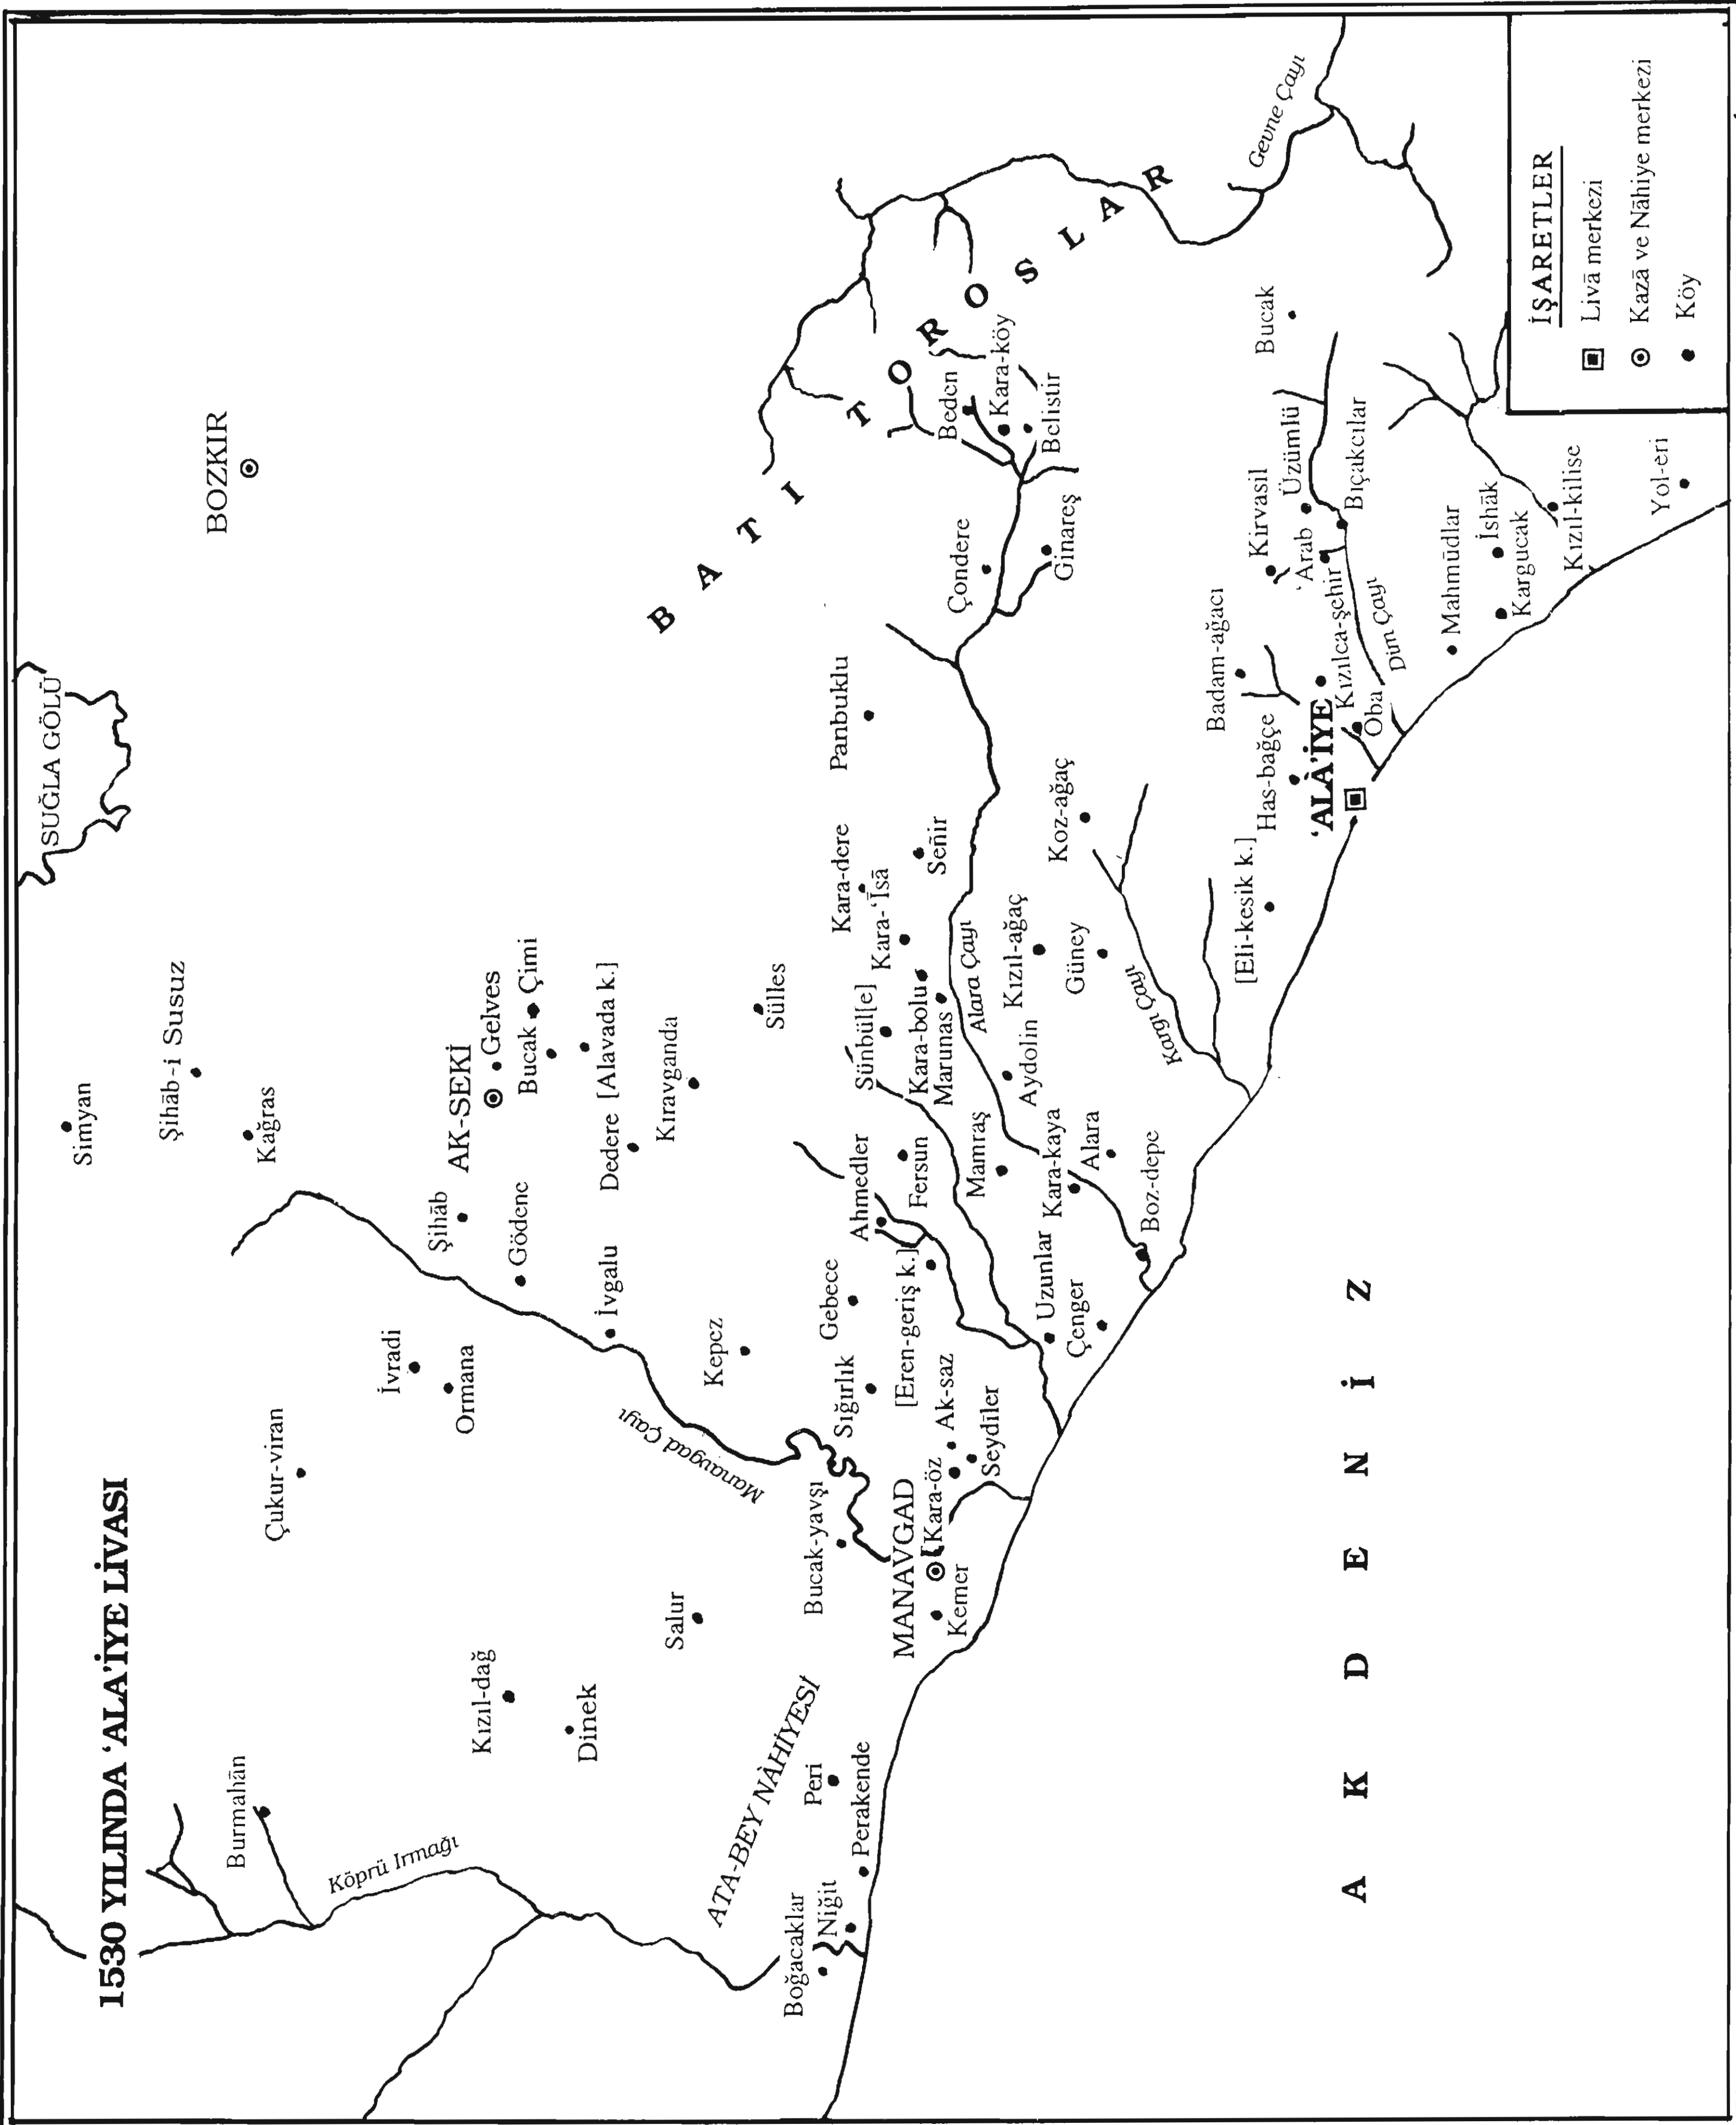 1530 YILINDA ‘ALA’İYE LİVASI
SUĞLA GÖLÜ
Simyan
Şihāb-i Susuz
Kağras
BOZKIR
Burmahān
Köprü Irmağı
Çukur-viran
İvradi
Ormana
Şihāb
AK-SEKİ
Gelves
Bucak
Çimi
Gödene
Kızıl-dağ
Dinek
İvgalu
Dedere
[Alavada k.]
Kıravganda
Salur
Kepez
Manavgad Çayı
Sülles
BATI TOROSLAR
ATA-BEY NÀHİYESİ
Boğacaklar
Niğit
Peri
Perakende
Bucak-yavşı
Sığırlık
Gebece
Ahmedler
Sünbül[e]
Kara-dere
Kara-‘Īsā
Panbuklu
MANAVGAD
Kemer
[Kara-öz
Ak-saz
Seydīler
[Eren-geriş k.]
Fersun
Kara-bolu
Marunas
Señir
Çondere
Beden
Kara-köy
Belistir
Ginareş
Mamraş
Alara Çayı
Aydolin
Kızıl-ağaç
Güney
Koz-ağaç
Uzunlar
Çenger
Kara-kaya
Alara
Boz-depe
Kargı Çayı
[Eli-kesik k.]
Has-bağçe
Badam-ağacı
Kirvasil
Üzümlü
‘Arab
Bıçakcılar
Bucak
Gevne Çayı
‘ALÂ’İYE
Kızılca-şehir
Oba
Dim Çayı
Mahmūdlar
İshāk
Kargucak
Kızıl-kilise
Yol-eri
AKDENİZ
İŞARETLER
Livā merkezi
Kazā ve Nāhiye merkezi
Köy